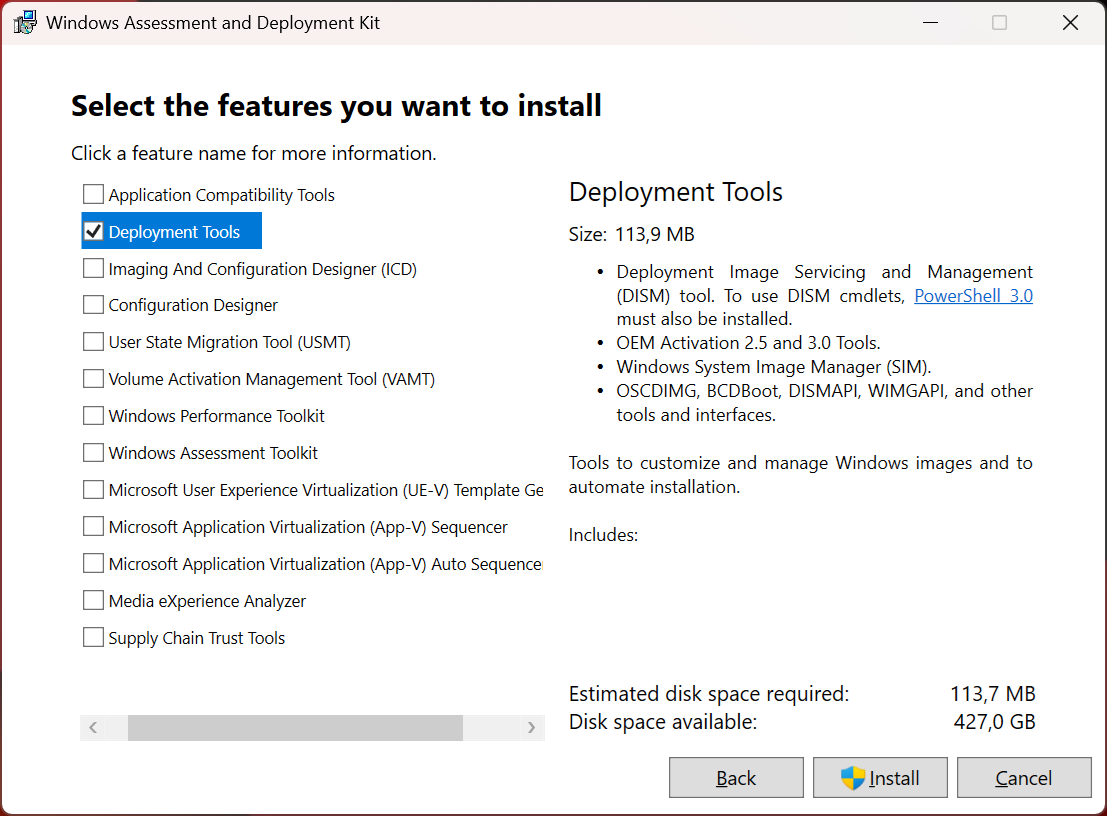 Windows Assessment and Deployment Kit
Select the features you want to install
Click a feature name for more information.
Application Compatibility Tools
Deployment Tools
Imaging And Configuration Designer (ICD)
Configuration Designer
User State Migration Tool (USMT)
Volume Activation Management Tool (VAMT)
Windows Performance Toolkit
Windows Assessment Toolkit
Microsoft User Experience Virtualization (UE-V) Template Ge
Microsoft Application Virtualization (App-V) Sequencer
Microsoft Application Virtualization (App-V) Auto Sequence
Media eXperience Analyzer
Supply Chain Trust Tools
Deployment Tools
Size: 113,9 MB
• Deployment Image Servicing and Management
(DISM) tool. To use DISM cmdlets, PowerShell 3.0
must also be installed.
• OEM Activation 2.5 and 3.0 Tools.
• Windows System Image Manager (SIM).
• OSCDIMG, BCDBoot, DISMAPI, WIMGAPI, and other
tools and interfaces.
Tools to customize and manage Windows images and to
automate installation.
Includes:
Estimated disk space required: 113,7 MB
Disk space available: 427,0 GB
Back
Install
Cancel